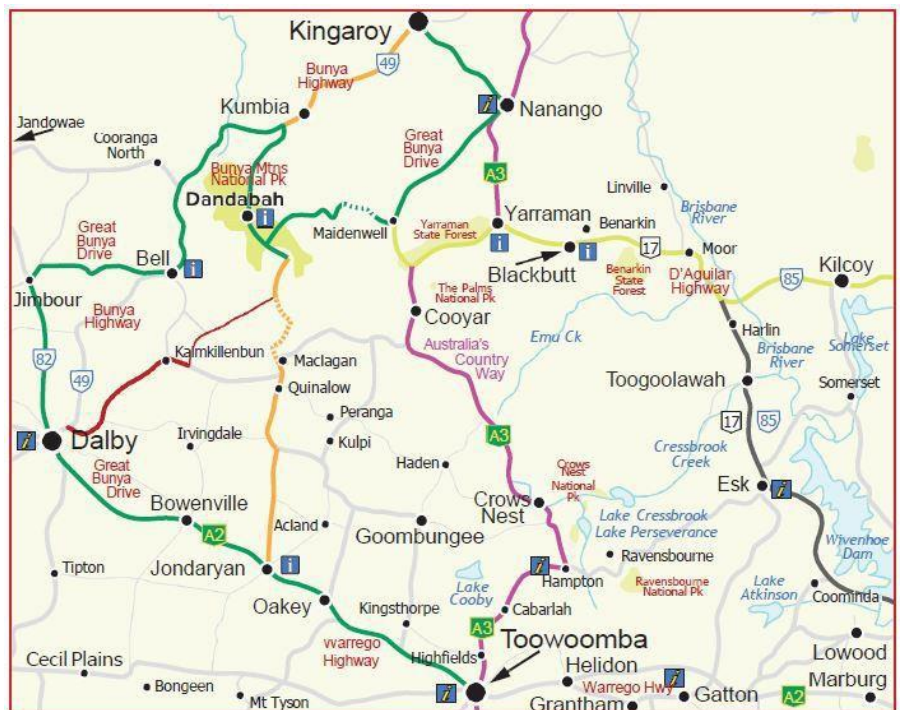 Kingaroy
Bunya
Highway
49
Kumbia
i
Nanango
Jandowae
Cooranga
North
Great
Bunya
Drive
Bunya Mtns
National Pk
A3
Linville
Dandabah
i
Brisbane
River
Maidenwell
Yarraman
State Forest
Yarraman
i
Benarkin
Great
Bunya
Drive
Bell
i
Blackbutt
i
17
Moor
Benarkin
State
Forest
D'Aguilar
Highway
85
Kilcoy
Jimbour
Bunya
Highway
The Palms
National Pk
Cooyar
Emu Ck
Harlin
Brisbane
River
Lake
Somerset
82
49
Kaimkillenbun
Maclagan
Australia's
Country
Way
Quinalow
Toogoolawah
Somerset
Peranga
17
85
i
Dalby
Irvingdale
Kulpi
A3
Cressbrook
Creek
Great
Bunya
Drive
Haden
Crows
Nest
National
Pk
Esk
i
Bowenville
Crows
Nest
Acland
Goombungee
Lake Cressbrook
Lake Perseverance
A2
Wivenhoe
Dam
Jondaryan
i
Ravensbourne
Tipton
i
Hampton
Lake
Cooby
Ravensbourne
National Pk
Lake
Atkinson
Coominda
Oakey
Kingsthorpe
Cabarlah
A3
Warrego
Highway
Toowoomba
Highfields
Lowood
Cecil Plains
Helidon
Marburg
Bongeen
i
Warrego Hwy
i
Mt Tyson
Grantham
Gatton
A2